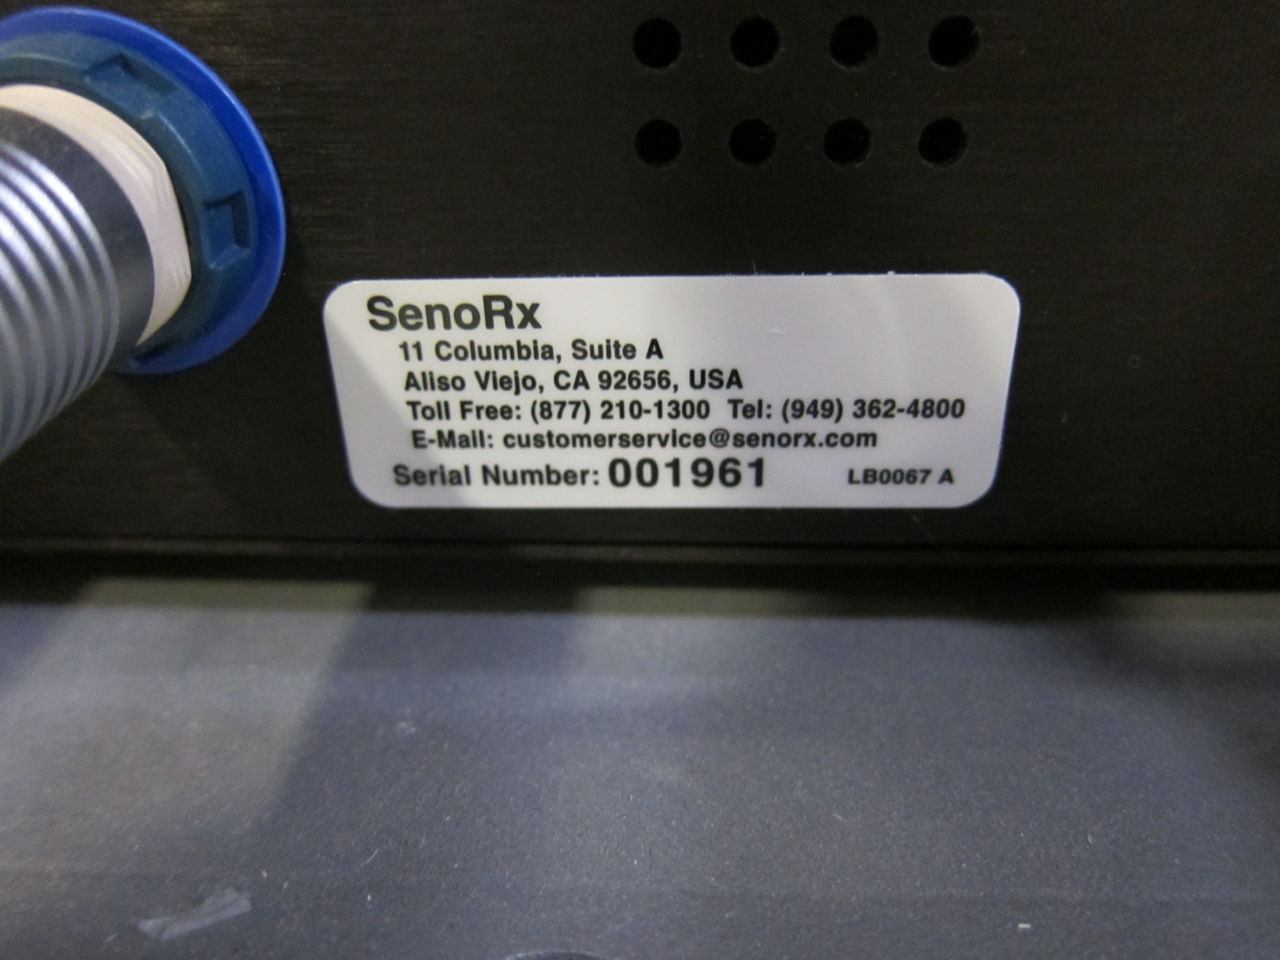 SenoRx
11 Columbia, Suite A
Aliso Viejo, CA 92656, USA
Toll Free: (877) 210-1300 Tel: (949) 362-4800
E-Mail: customerservice@senorx.com
Serial Number: 001961 LB0067 A